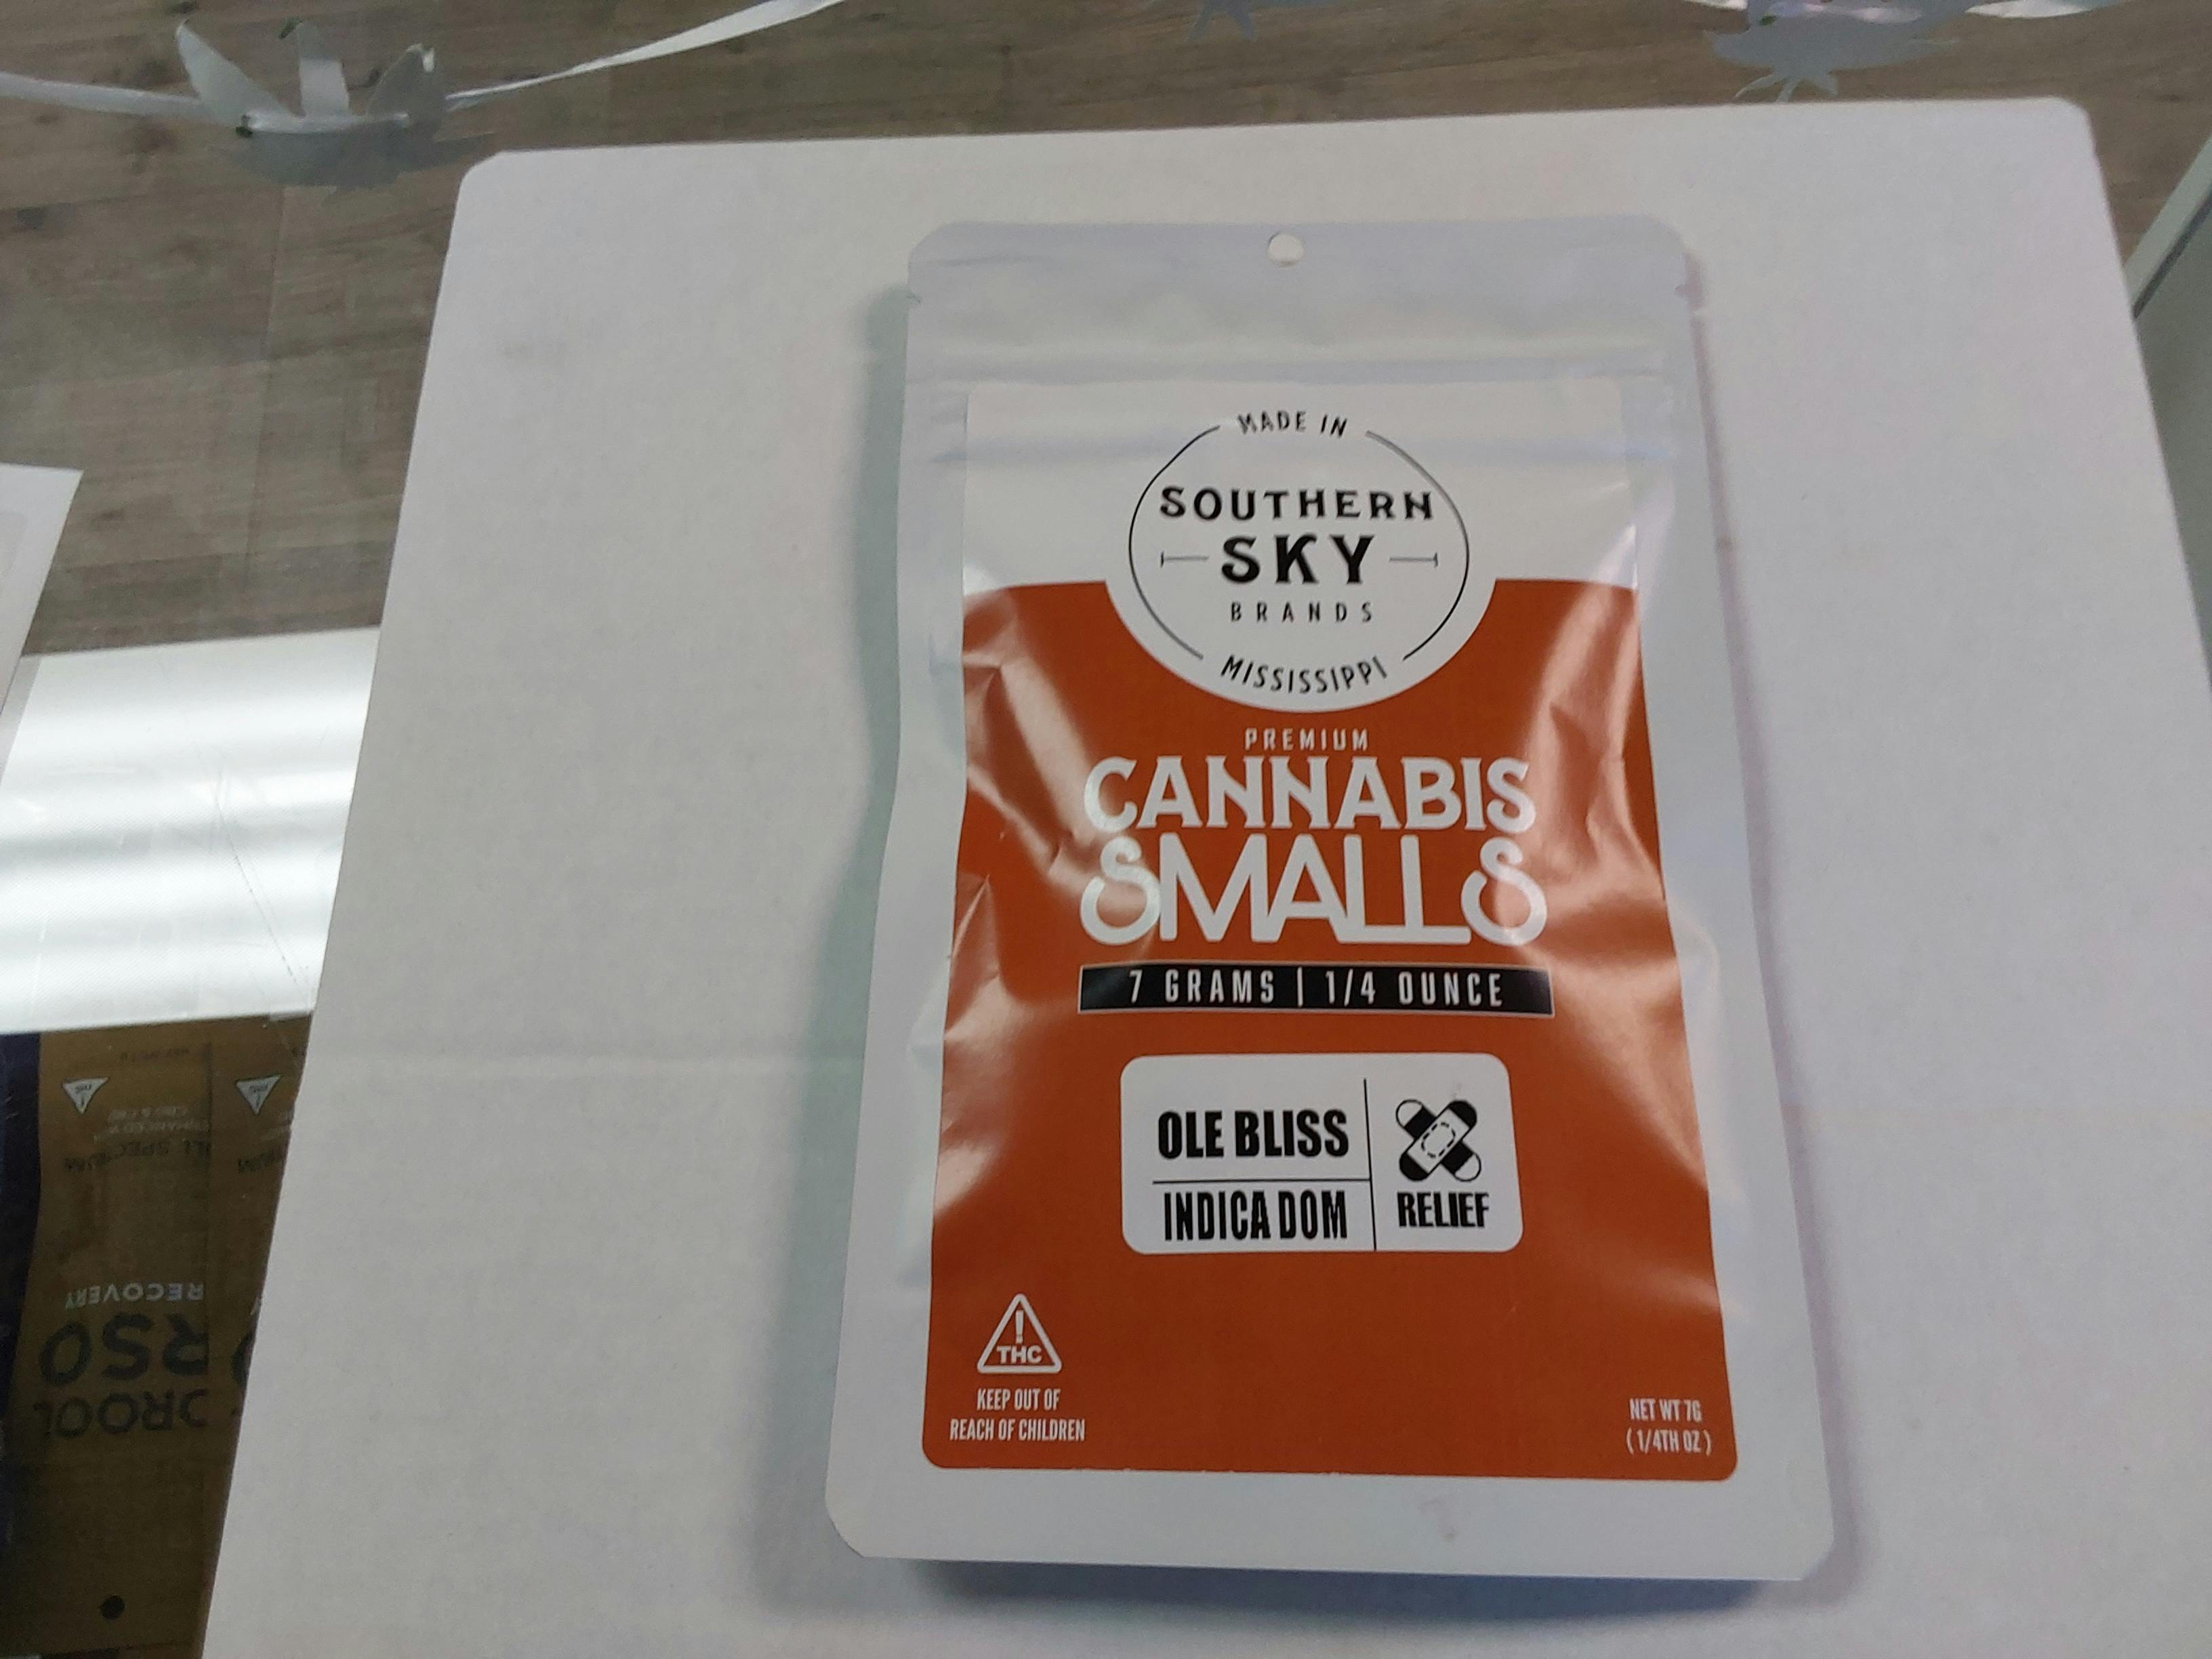 MADE IN
SOUTHERN
SKY
BRANDS
MISSISSIPPI
PREMIUM
CANNABIS
SMALLS
7 GRAMS | 1/4 OUNCE
OLE BLISS
INDICA DOM
RELIEF
THC
KEEP OUT OF
REACH OF CHILDREN
NET WT 7G
(1/4TH OZ)
RECOVERY
RSO